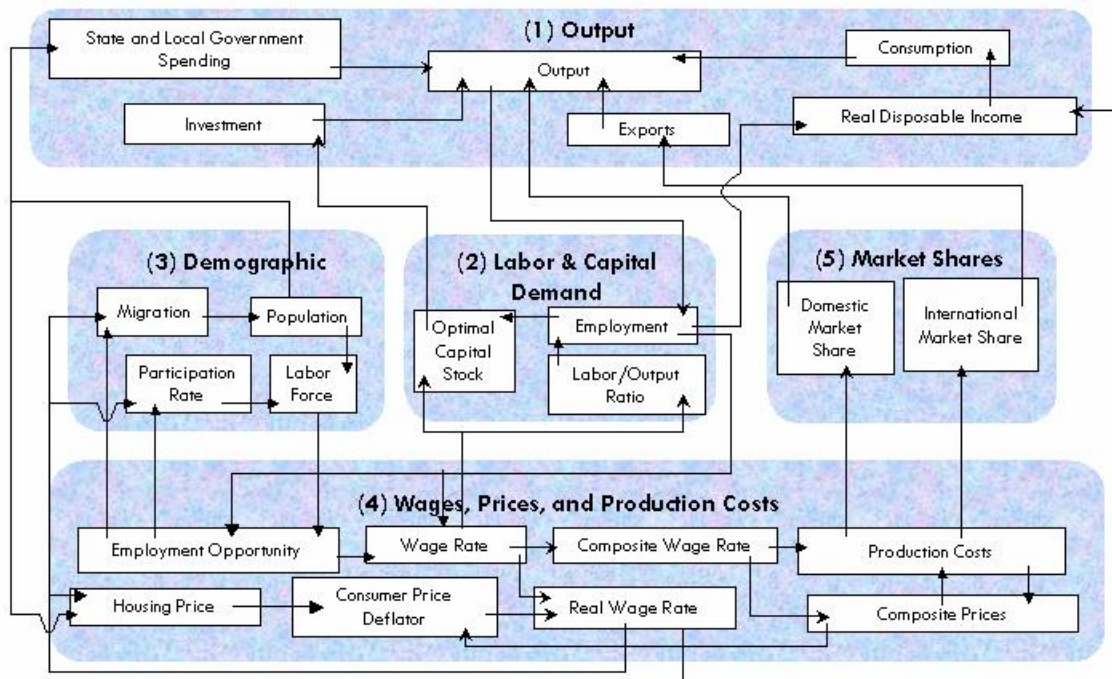 (1) Output
State and Local Government
Spending
Output
Consumption
Investment
Exports
Real Disposable Income
(3) Demographic
Migration
Population
Participation
Rate
Labor
Force
(2) Labor & Capital
Demand
Optimal
Capital
Stock
Employment
Labor/Output
Ratio
(5) Market Shares
Domestic
Market
Share
International
Market Share
(4) Wages, Prices, and Production Costs
Employment Opportunity
Wage Rate
Composite Wage Rate
Production Costs
Housing Price
Consumer Price
Deflator
Real Wage Rate
Composite Prices